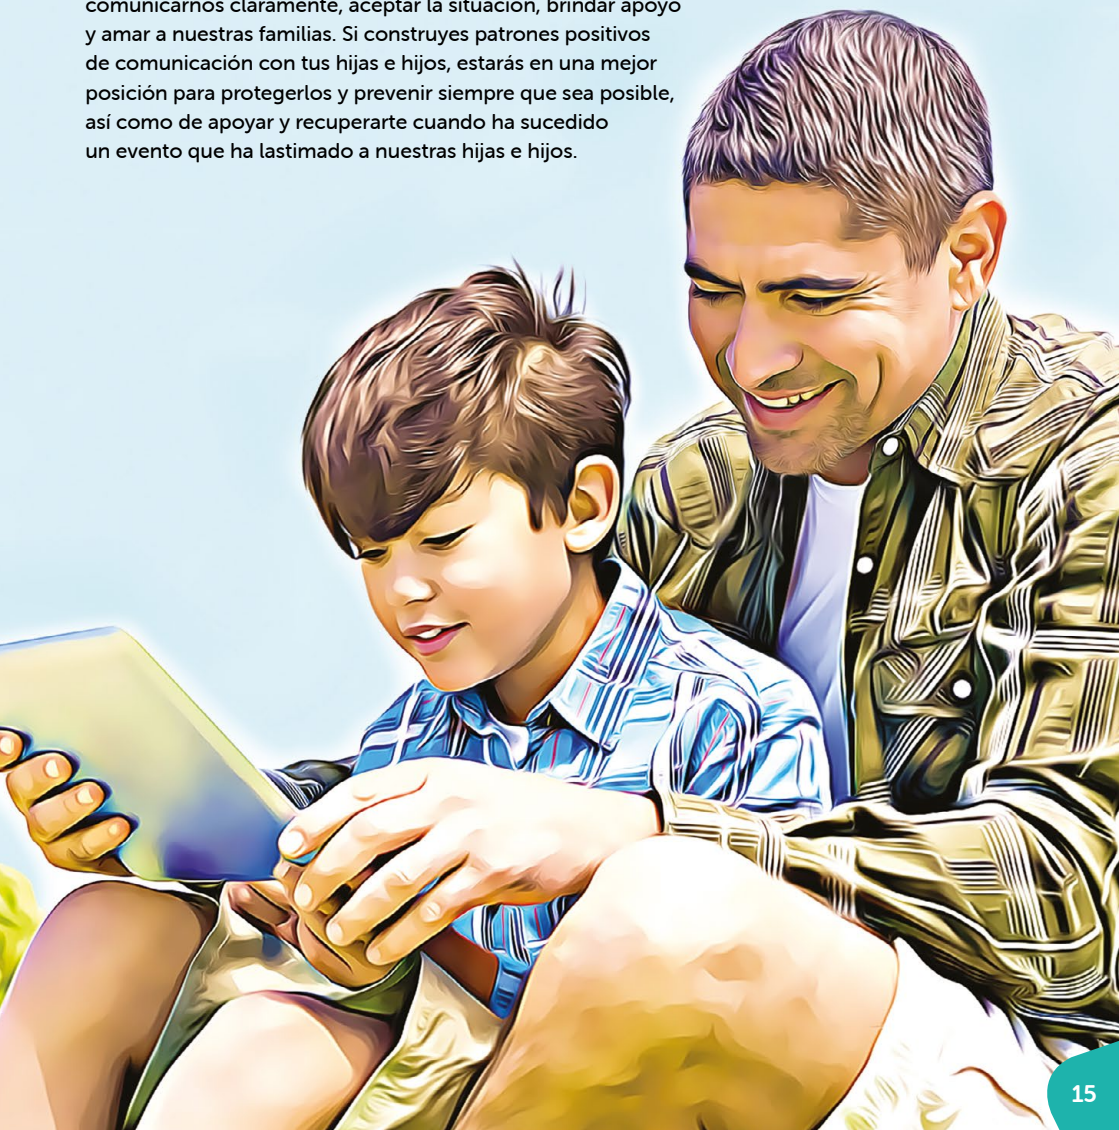 comunicarnos claramente, aceptar la situación, brindar apoyo
y amar a nuestras familias. Si construyes patrones positivos
de comunicación con tus hijas e hijos, estarás en una mejor
posición para protegerlos y prevenir siempre que sea posible,
así como de apoyar y recuperarte cuando ha sucedido
un evento que ha lastimado a nuestras hijas e hijos.
15